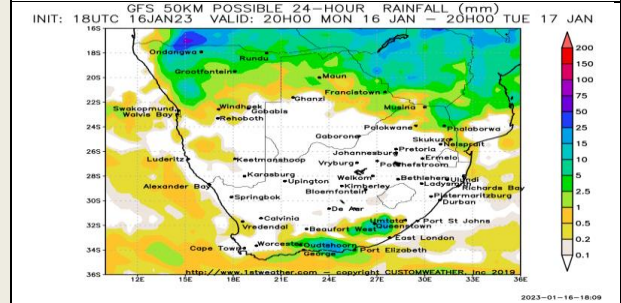 GFS 50KM POSSIBLE 24-HOUR RAINFALL (mm)
INIT: 18UTC 16JAN23 VALID: 20H00 MON 16 JAN – 20H00 TUE 17 JAN
16S
18S
20S
22S
24S
26S
28S
30S
32S
34S
36S
Ondangwa
Rundu
Grootfontein
Maun
Francistown
Ghanzi
Windhoek
Gobabis
Musina
Swakopmund
Walvis Bay
Rehoboth
Polokwane
Phalaborwa
Gaborone
Skukuza
Nelspruit
Pretoria
Johannesburg
Ermelo
Luderitz
Keetmanshoop
Vryburg
Potchefstroom
Karasburg
Upington
Welkom
Bethlehem
Ulundi
Alexander Bay
Kimberley
Ladysmith
Richards Bay
Bloemfontein
Springbok
Pietermaritzburg
Durban
De Aar
Calvinia
Umtata
Port St Johns
Vredendal
Beaufort West
Queenstown
East London
Cape Town
Worcester
Oudtshoorn
George
Port Elizabeth
http://www.1stweather.com – copyright CUSTOMWEATHER, Inc 2019
12E 15E 18E 21E 24E 27E 30E 33E 36E
200
150
100
75
50
25
15
10
5
2.5
1
0.5
0.2
0.1
2023-01-16-18:09